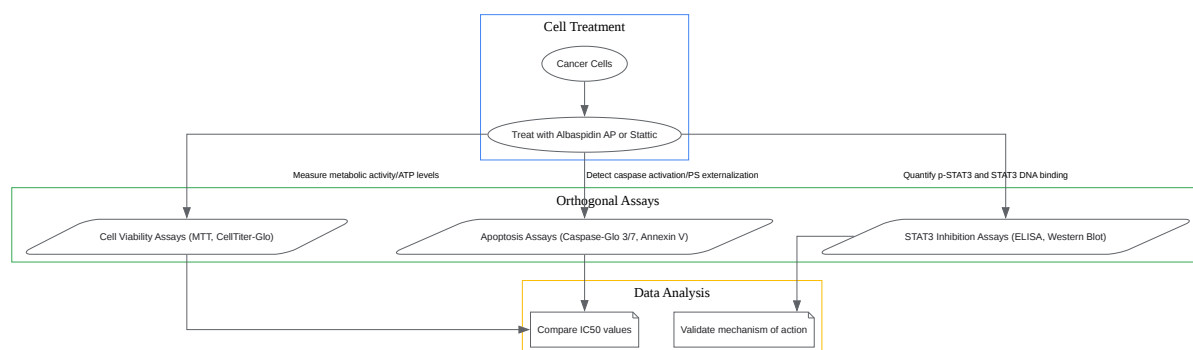 Cell Treatment
Cancer Cells
Treat with Albaspidin AP or Stattic
Measure metabolic activity/ATP levels
Detect caspase activation/PS externalization
Quantify p-STAT3 and STAT3 DNA binding
Orthogonal Assays
Cell Viability Assays (MTT, CellTiter-Glo)
Apoptosis Assays (Caspase-Glo 3/7, Annexin V)
STAT3 Inhibition Assays (ELISA, Western Blot)
Data Analysis
Compare IC50 values
Validate mechanism of action